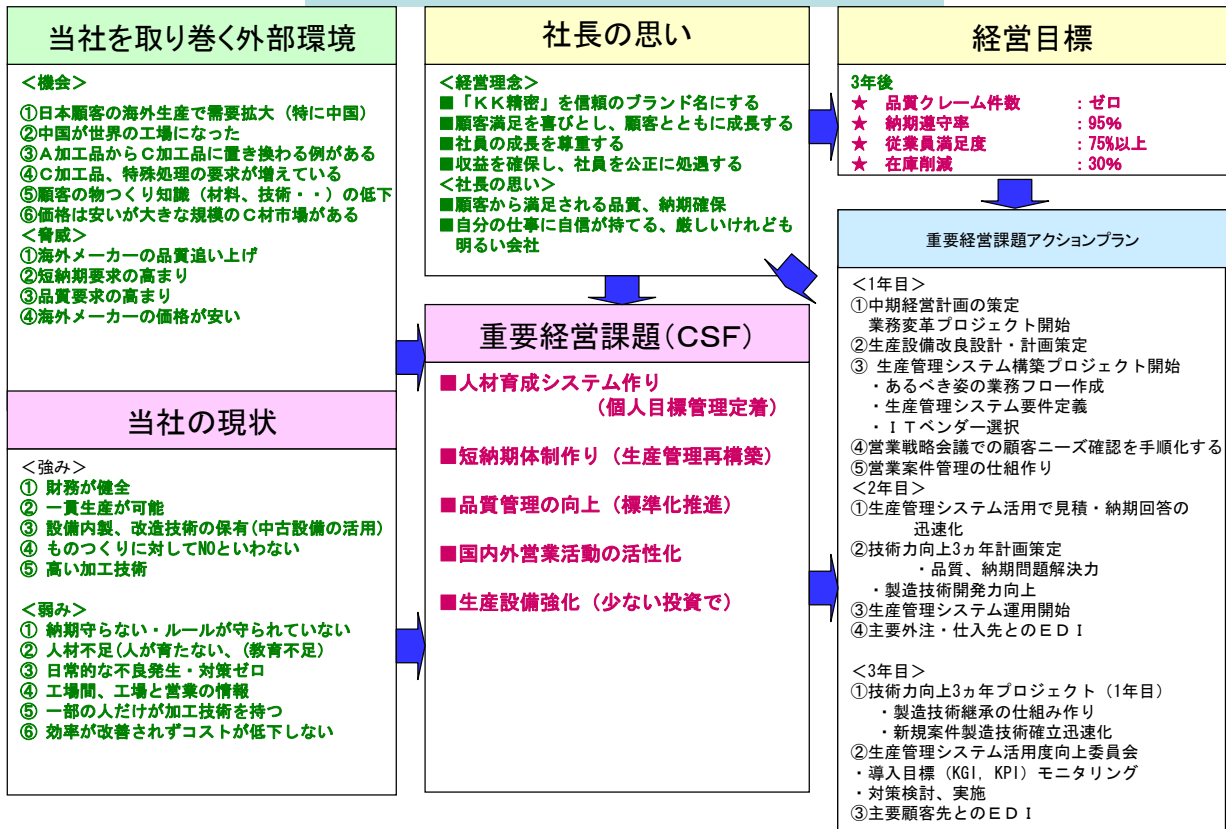 当社を取り巻く外部環境
＜機会＞
①日本顧客の海外生産で需要拡大（特に中国）
②中国が世界の工場になった
③Ａ加工品からＣ加工品に置き換わる例がある
④Ｃ加工品、特殊処理の要求が増えている
⑤顧客の物つくり知識（材料、技術・・）の低下
⑥価格は安いが大きな規模のＣ材市場がある
＜脅威＞
①海外メーカーの品質追い上げ
②短納期要求の高まり
③品質要求の高まり
④海外メーカーの価格が安い
当社の現状
＜強み＞
① 財務が健全
② 一貫生産が可能
③ 設備内製、改造技術の保有(中古設備の活用)
④ ものつくりに対してNOといわない
⑤ 高い加工技術
＜弱み＞
① 納期守らない・ルールが守られていない
② 人材不足(人が育たない、(教育不足)
③ 日常的な不良発生・対策ゼロ
④ 工場間、工場と営業の情報
⑤ 一部の人だけが加工技術を持つ
⑥ 効率が改善されずコストが低下しない
社長の思い
＜経営理念＞
■「ＫＫ精密」を信頼のブランド名にする
■顧客満足を喜びとし、顧客とともに成長する
■社員の成長を尊重する
■収益を確保し、社員を公正に処遇する
＜社長の思い＞
■顧客から満足される品質、納期確保
■自分の仕事に自信が持てる、厳しいけれども
明るい会社
重要経営課題(CSF)
■人材育成システム作り
（個人目標管理定着）
■短納期体制作り（生産管理再構築）
■品質管理の向上（標準化推進）
■国内外営業活動の活性化
■生産設備強化（少ない投資で）
経営目標
3年後
★ 品質クレーム件数 ：ゼロ
★ 納期遵守率 ：95%
★ 従業員満足度 ：75%以上
★ 在庫削減 ：30%
重要経営課題アクションプラン
＜1年目＞
①中期経営計画の策定
業務変革プロジェクト開始
②生産設備改良設計・計画策定
③ 生産管理システム構築プロジェクト開始
・あるべき姿の業務フロー作成
・生産管理システム要件定義
・ＩＴベンダー選択
④営業戦略会議での顧客ニーズ確認を手順化する
⑤営業案件管理の仕組作り
＜2年目＞
①生産管理システム活用で見積・納期回答の
迅速化
②技術力向上3ヵ年計画策定
・品質、納期問題解決力
・製造技術開発力向上
③生産管理システム運用開始
④主要外注・仕入先とのＥＤＩ
＜3年目＞
①技術力向上3ヵ年プロジェクト（1年目）
・製造技術継承の仕組み作り
・新規案件製造技術確立迅速化
②生産管理システム活用度向上委員会
・導入目標（KGI, KPI）モニタリング
・対策検討、実施
③主要顧客先とのＥＤＩ